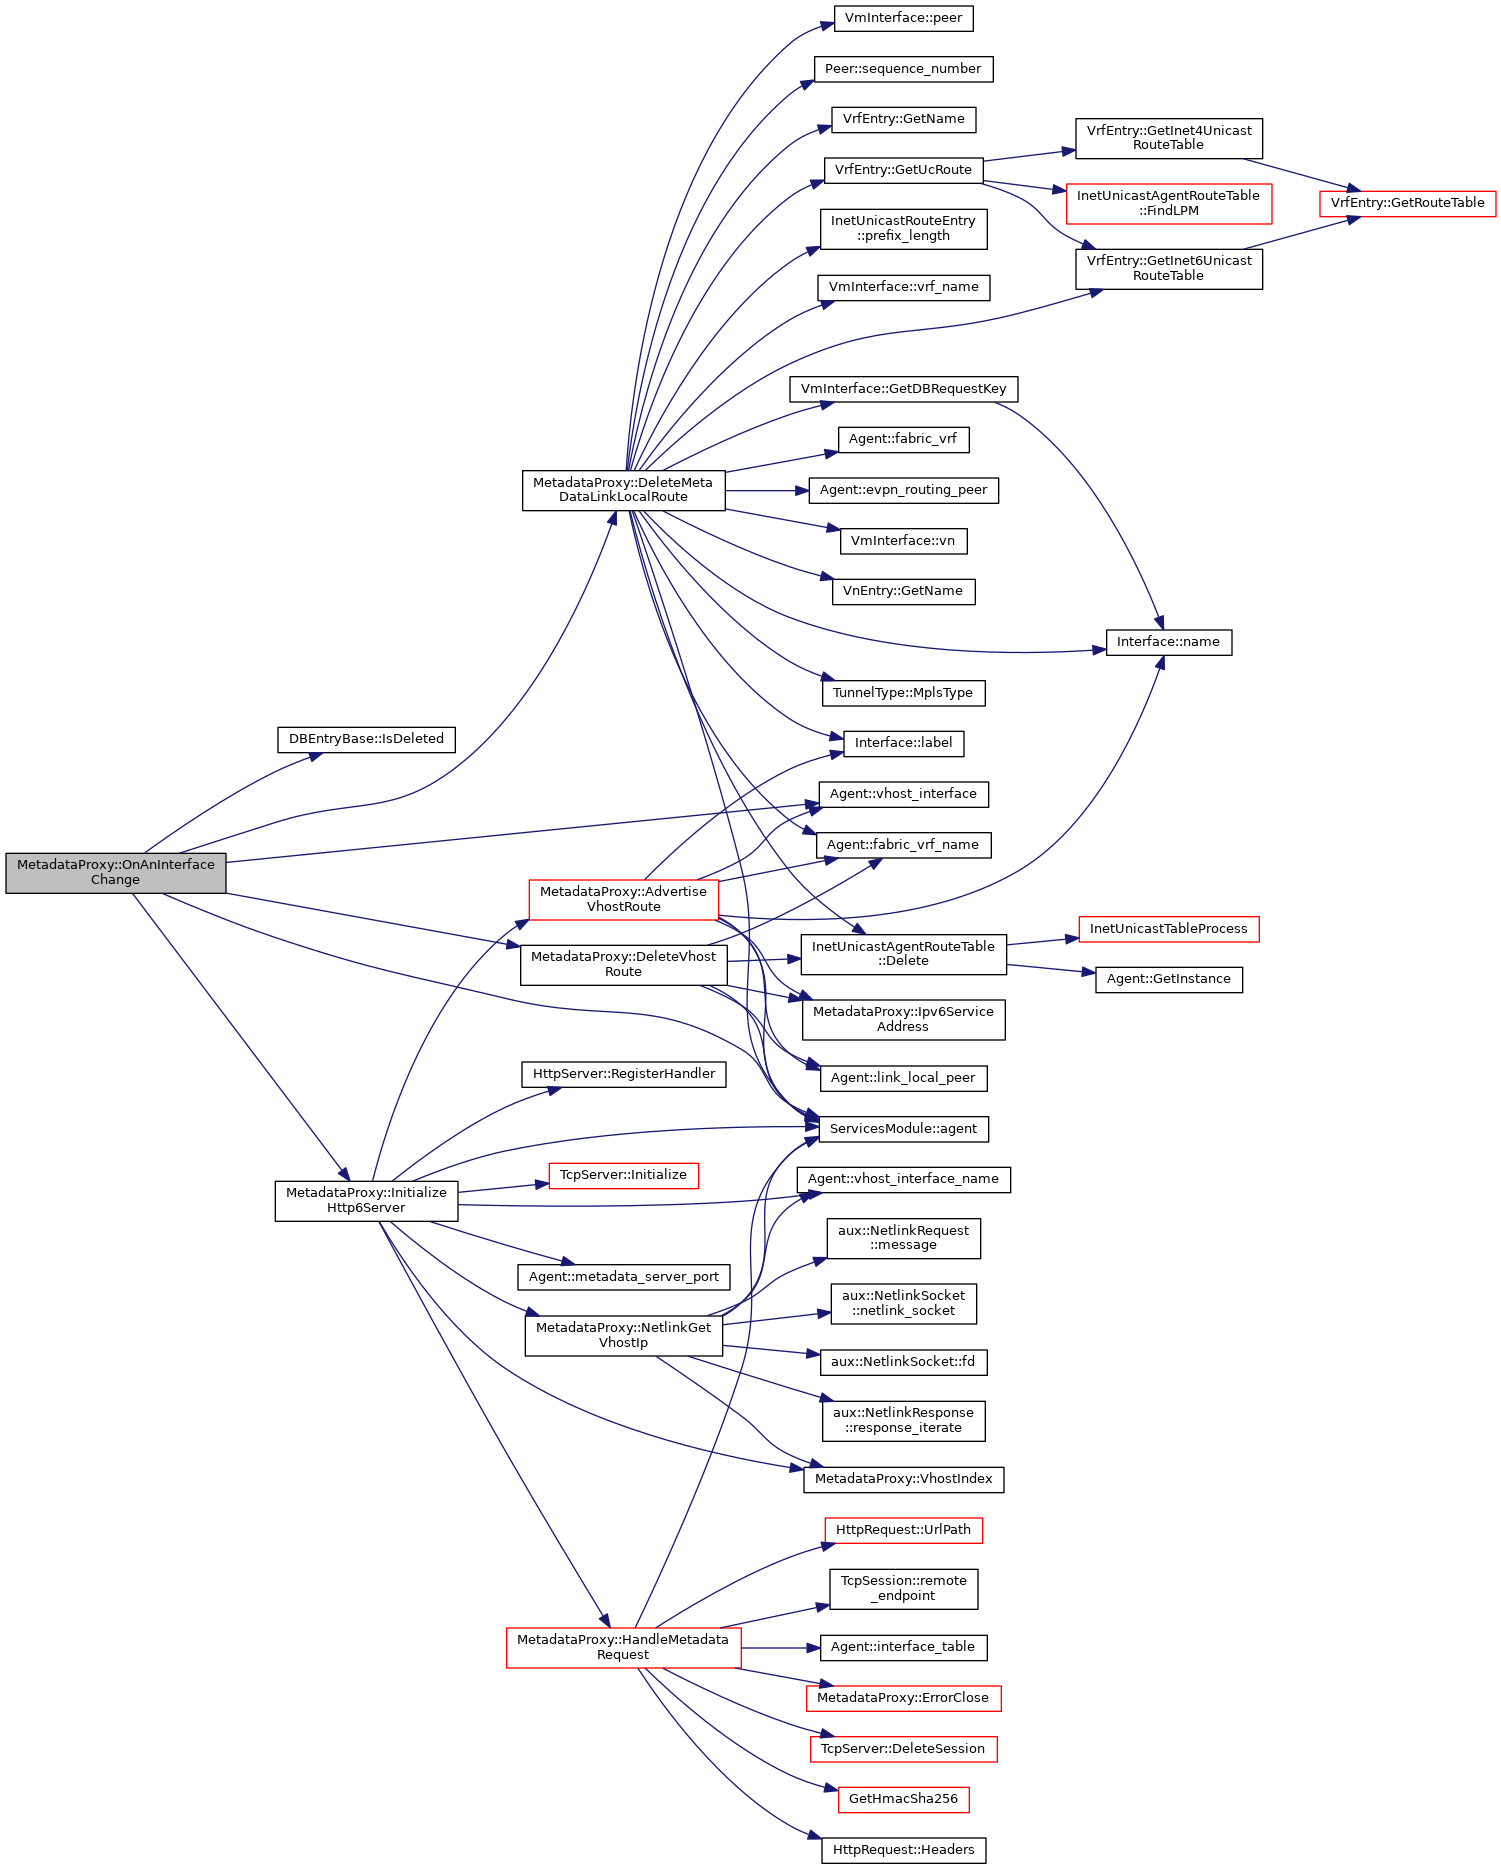 VmInterface::peer
Peer::sequence_number
VrfEntry::GetName
VrfEntry::GetUcRoute
VrfEntry::GetInet4Unicast
RouteTable
InetUnicastAgentRouteTable
::FindLPM
VrfEntry::GetRouteTable
InetUnicastRouteEntry
::prefix_length
VrfEntry::GetInet6Unicast
RouteTable
VmInterface::vrf_name
VmInterface::GetDBRequestKey
Agent::fabric_vrf
MetadataProxy::DeleteMeta
DataLinkLocalRoute
Agent::evpn_routing_peer
VmInterface::vn
VnEntry::GetName
Interface::name
TunnelType::MplsType
DBEntryBase::IsDeleted
Interface::label
Agent::vhost_interface
Agent::fabric_vrf_name
MetadataProxy::OnAnInterface
Change
MetadataProxy::Advertise
VhostRoute
InetUnicastTableProcess
InetUnicastAgentRouteTable
::Delete
MetadataProxy::DeleteVhost
Route
Agent::GetInstance
MetadataProxy::Ipv6Service
Address
HttpServer::RegisterHandler
Agent::link_local_peer
ServicesModule::agent
TcpServer::Initialize
Agent::vhost_interface_name
MetadataProxy::Initialize
Http6Server
aux::NetlinkRequest
::message
Agent::metadata_server_port
aux::NetlinkSocket
::netlink_socket
MetadataProxy::NetlinkGet
VhostIp
aux::NetlinkSocket::fd
aux::NetlinkResponse
::response_iterate
MetadataProxy::VhostIndex
HttpRequest::UrlPath
TcpSession::remote
_endpoint
MetadataProxy::HandleMetadata
Request
Agent::interface_table
MetadataProxy::ErrorClose
TcpServer::DeleteSession
GetHmacSha256
HttpRequest::Headers